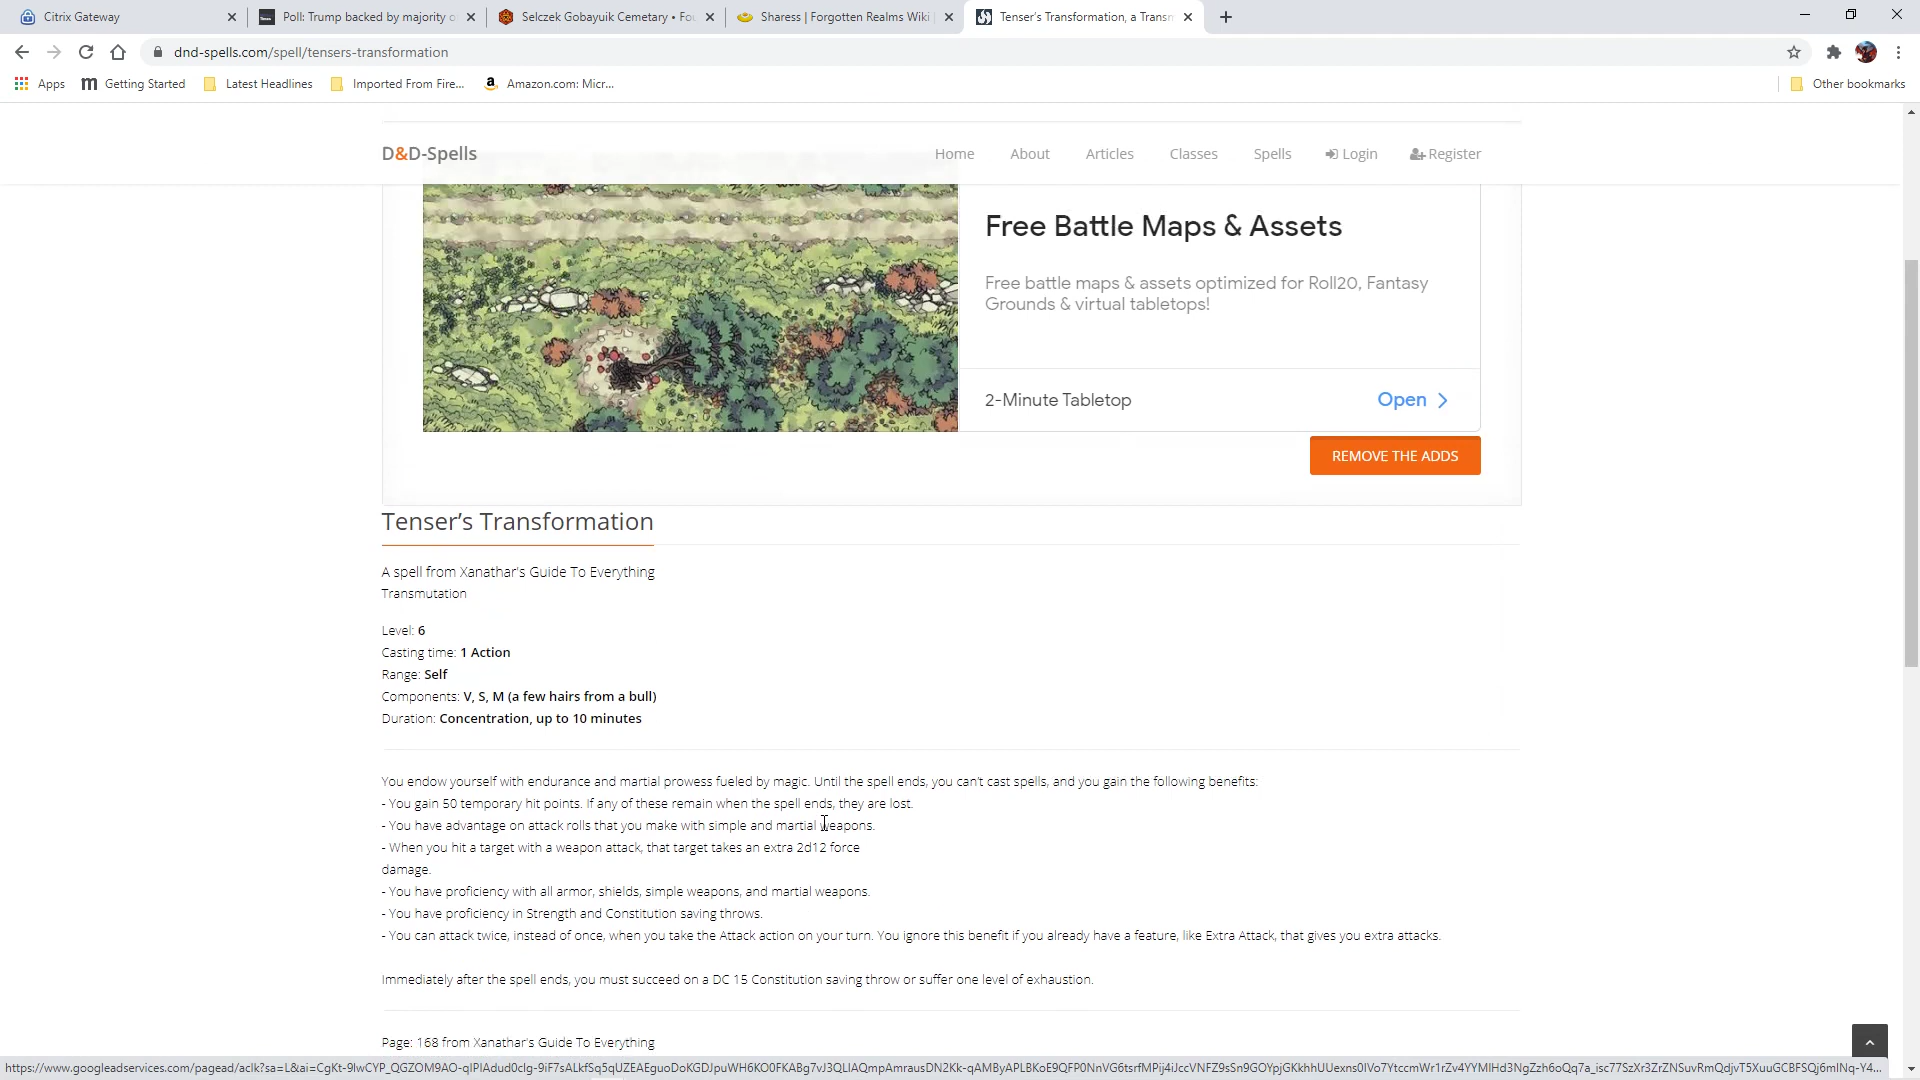 Citrix Gateway
Poll: Trump backed by majority o
Selczek Gobayuik Cemetary • Fou
Sharess | Forgotten Realms Wiki |
Tenser's Transformation, a Transm
dnd-spells.com/spell/tensers-transformation
Apps
Getting Started
Latest Headlines
Imported From Fire...
Amazon.com: Micr...
Other bookmarks
D&D-Spells
Home
About
Articles
Classes
Spells
Login
Register
Free Battle Maps & Assets
Free battle maps & assets optimized for Roll20, Fantasy
Grounds & virtual tabletops!
2-Minute Tabletop
Open
REMOVE THE ADDS
Tenser's Transformation
A spell from Xanathar's Guide To Everything
Transmutation
Level: 6
Casting time: 1 Action
Range: Self
Components: V, S, M (a few hairs from a bull)
Duration: Concentration, up to 10 minutes
You endow yourself with endurance and martial prowess fueled by magic. Until the spell ends, you can't cast spells, and you gain the following benefits:
- You gain 50 temporary hit points. If any of these remain when the spell ends, they are lost.
- You have advantage on attack rolls that you make with simple and martial weapons.
- When you hit a target with a weapon attack, that target takes an extra 2d12 force
damage.
- You have proficiency with all armor, shields, simple weapons, and martial weapons.
- You have proficiency in Strength and Constitution saving throws.
- You can attack twice, instead of once, when you take the Attack action on your turn. You ignore this benefit if you already have a feature, like Extra Attack, that gives you extra attacks.
Immediately after the spell ends, you must succeed on a DC 15 Constitution saving throw or suffer one level of exhaustion.
Page: 168 from Xanathar's Guide To Everything